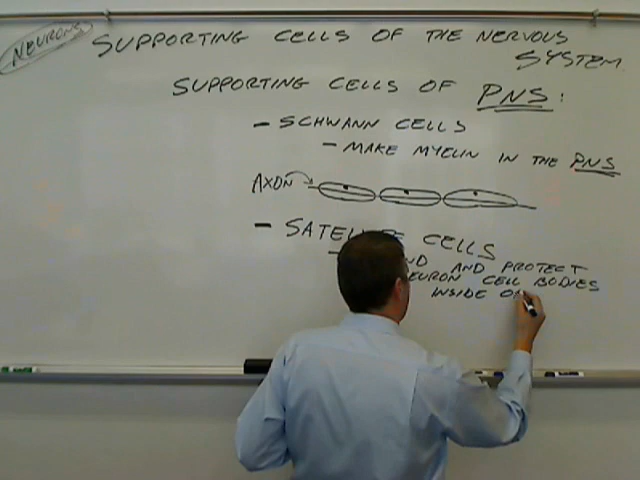 NEURONS
SUPPORTING CELLS OF THE NERVOUS
SYSTEM
SUPPORTING CELLS OF PNS:
- SCHWANN CELLS
- MAKE MYELIN IN THE PNS
AXON
- SATELLITE CELLS
AND PROTECT
CELL BODIES
INSIDE